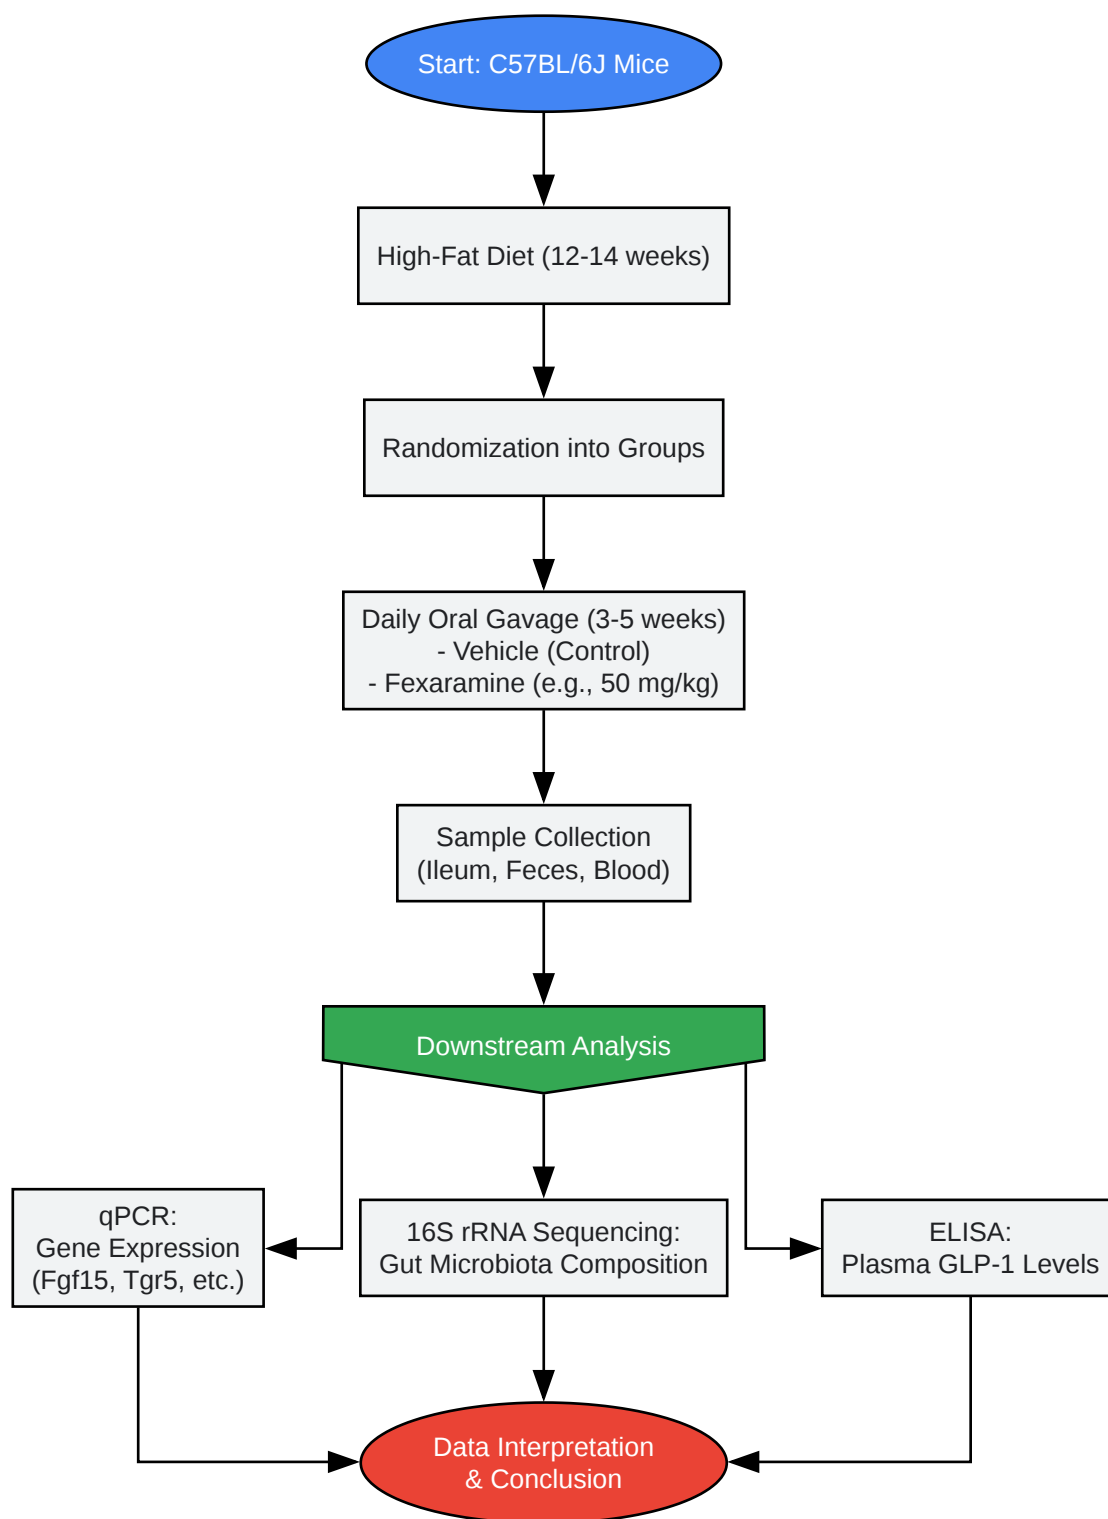 Start: C57BL/6J Mice
High-Fat Diet (12-14 weeks)
Randomization into Groups
Daily Oral Gavage (3-5 weeks)
- Vehicle (Control)
- Fexaramine (e.g., 50 mg/kg)
Sample Collection
(Ileum, Feces, Blood)
Downstream Analysis
qPCR:
Gene Expression
(Fgf15, Tgr5, etc.)
16S rRNA Sequencing:
Gut Microbiota Composition
ELISA:
Plasma GLP-1 Levels
Data Interpretation
& Conclusion